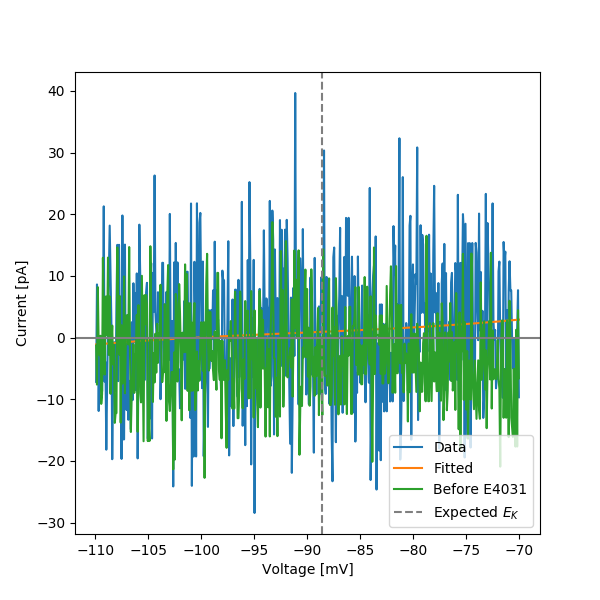 40
30
20
10
0
−10
−20
−30
Current [pA]
−110
−105
−100
−95
−90
−85
−80
−75
−70
Voltage [mV]
Data
Fitted
Before E4031
Expected E_K